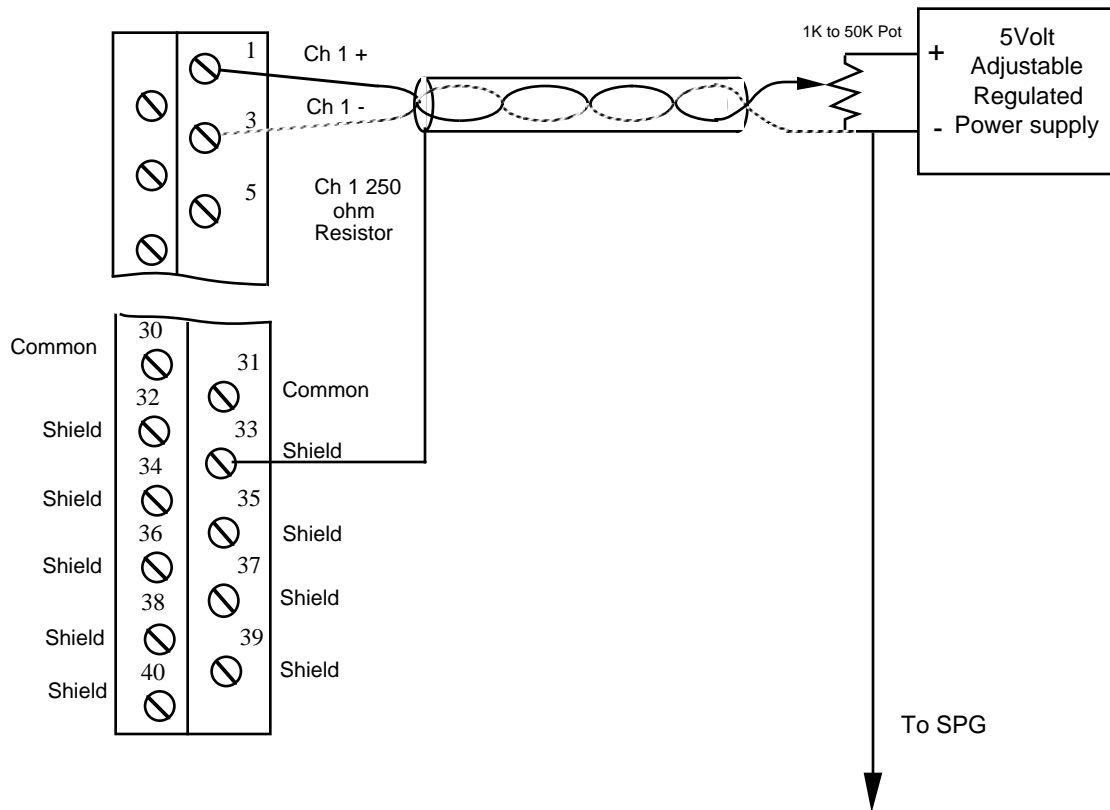 1
Ch 1 +
3
Ch 1 -
5
Ch 1 250
ohm
Resistor
1K to 50K Pot
+
-
5Volt
Adjustable
Regulated
Power supply
30
Common
31
Common
32
Shield
33
Shield
34
Shield
35
Shield
36
Shield
37
Shield
38
Shield
39
Shield
40
Shield
To SPG